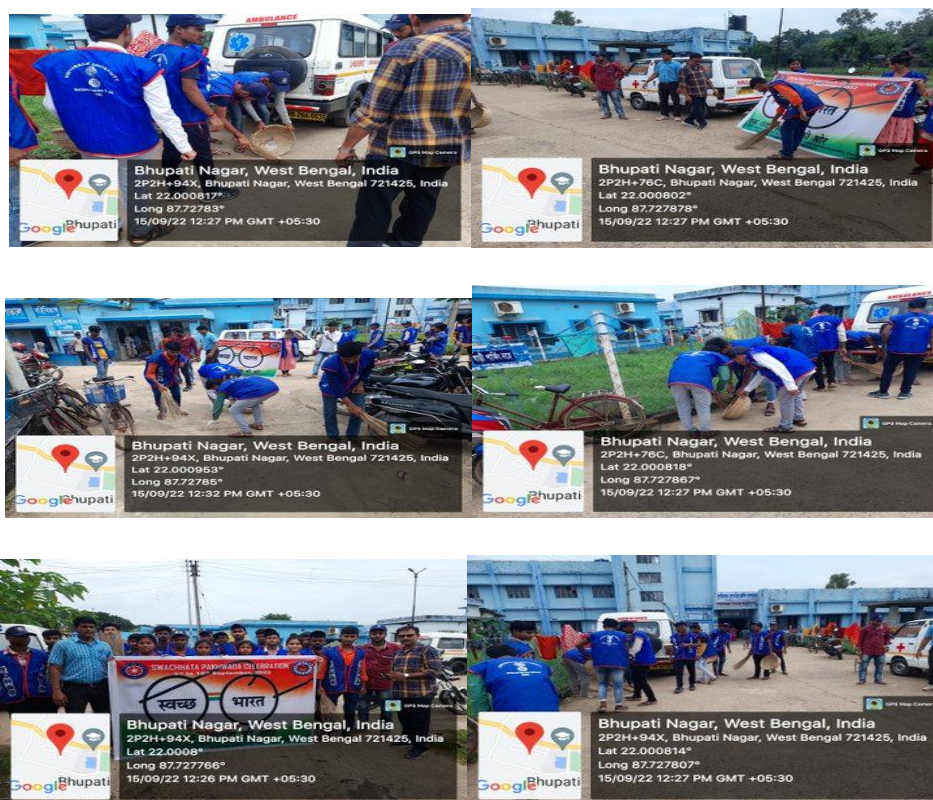 AMBULANCE
VIDYASAGAR UNIVERSITY
GPS Map Camera
Bhupati Nagar, West Bengal, India
2P2H+94X, Bhupati Nagar, West Bengal 721425, India
Lat 22.000817°
Long 87.72783°
15/09/22 12:27 PM GMT +05:30
Google
Bhupati
भारत
GPS Map Camera
Bhupati Nagar, West Bengal, India
2P2H+76C, Bhupati Nagar, West Bengal 721425, India
Lat 22.000802°
Long 87.727878°
15/09/22 12:27 PM GMT +05:30
Google
Bhupati
भारत
GPS Map Camera
Bhupati Nagar, West Bengal, India
2P2H+94X, Bhupati Nagar, West Bengal 721425, India
Lat 22.000953°
Long 87.72785°
15/09/22 12:32 PM GMT +05:30
Google
Bhupati
AMBULANCE
GPS Map Camera
Bhupati Nagar, West Bengal, India
2P2H+76C, Bhupati Nagar, West Bengal 721425, India
Lat 22.000818°
Long 87.727867°
15/09/22 12:27 PM GMT +05:30
Google
Bhupati
SWACHHATA PAKHWADA CELEBRATION
1st to 15th September, 2022
स्वच्छ भारत
GPS Map Camera
Bhupati Nagar, West Bengal, India
2P2H+94X, Bhupati Nagar, West Bengal 721425, India
Lat 22.0008°
Long 87.727766°
15/09/22 12:26 PM GMT +05:30
Google
Bhupati
GPS Map Camera
Bhupati Nagar, West Bengal, India
2P2H+94X, Bhupati Nagar, West Bengal 721425, India
Lat 22.000814°
Long 87.727807°
15/09/22 12:27 PM GMT +05:30
Google
Bhupati